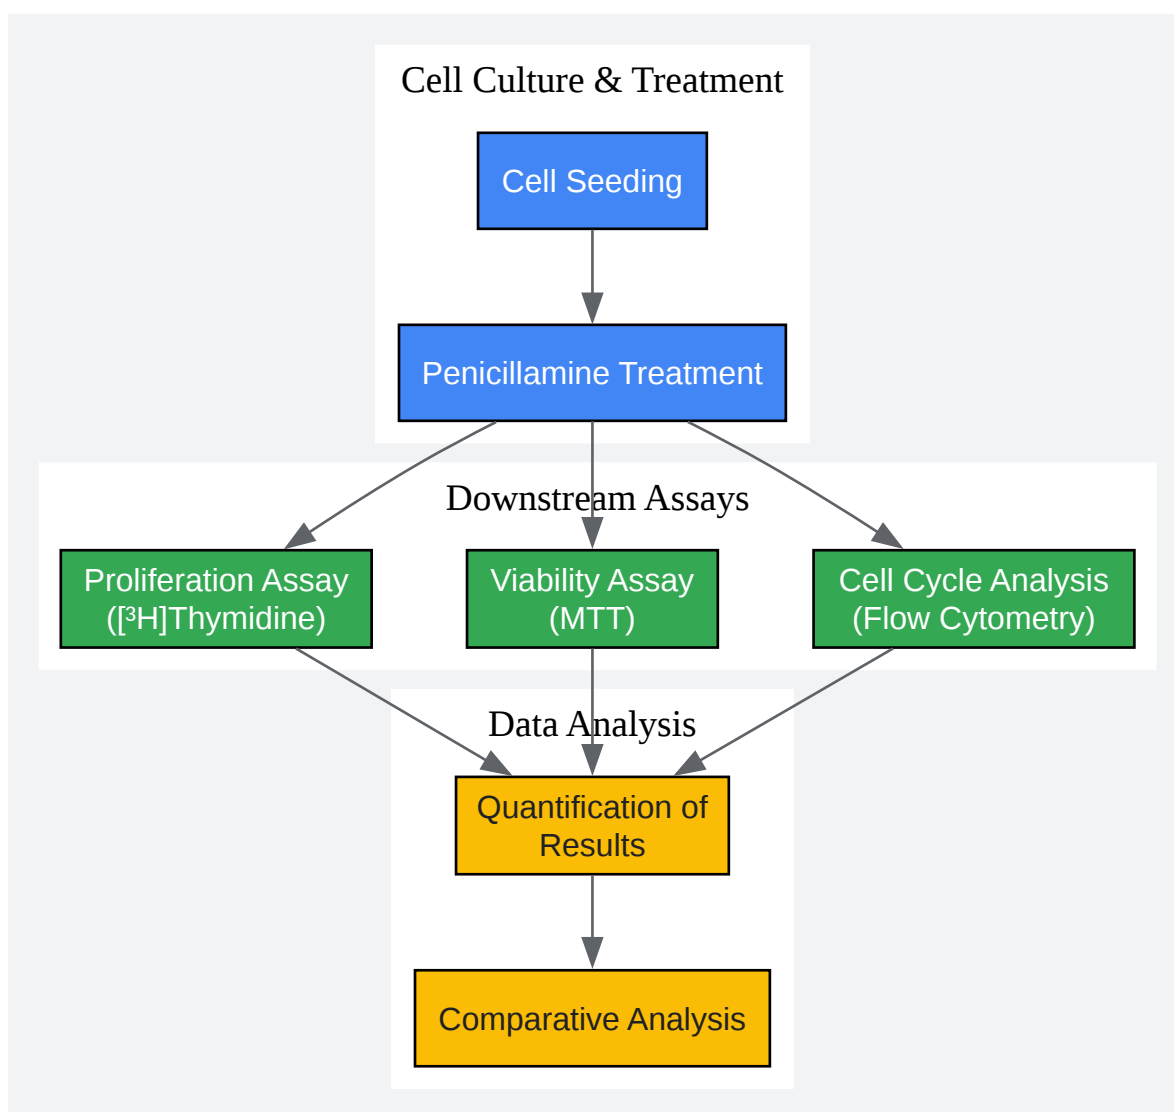 Cell Culture & Treatment
Cell Seeding
Penicillamine Treatment
Downstream Assays
Proliferation Assay
([³H]Thymidine)
Viability Assay
(MTT)
Cell Cycle Analysis
(Flow Cytometry)
Data Analysis
Quantification of
Results
Comparative Analysis